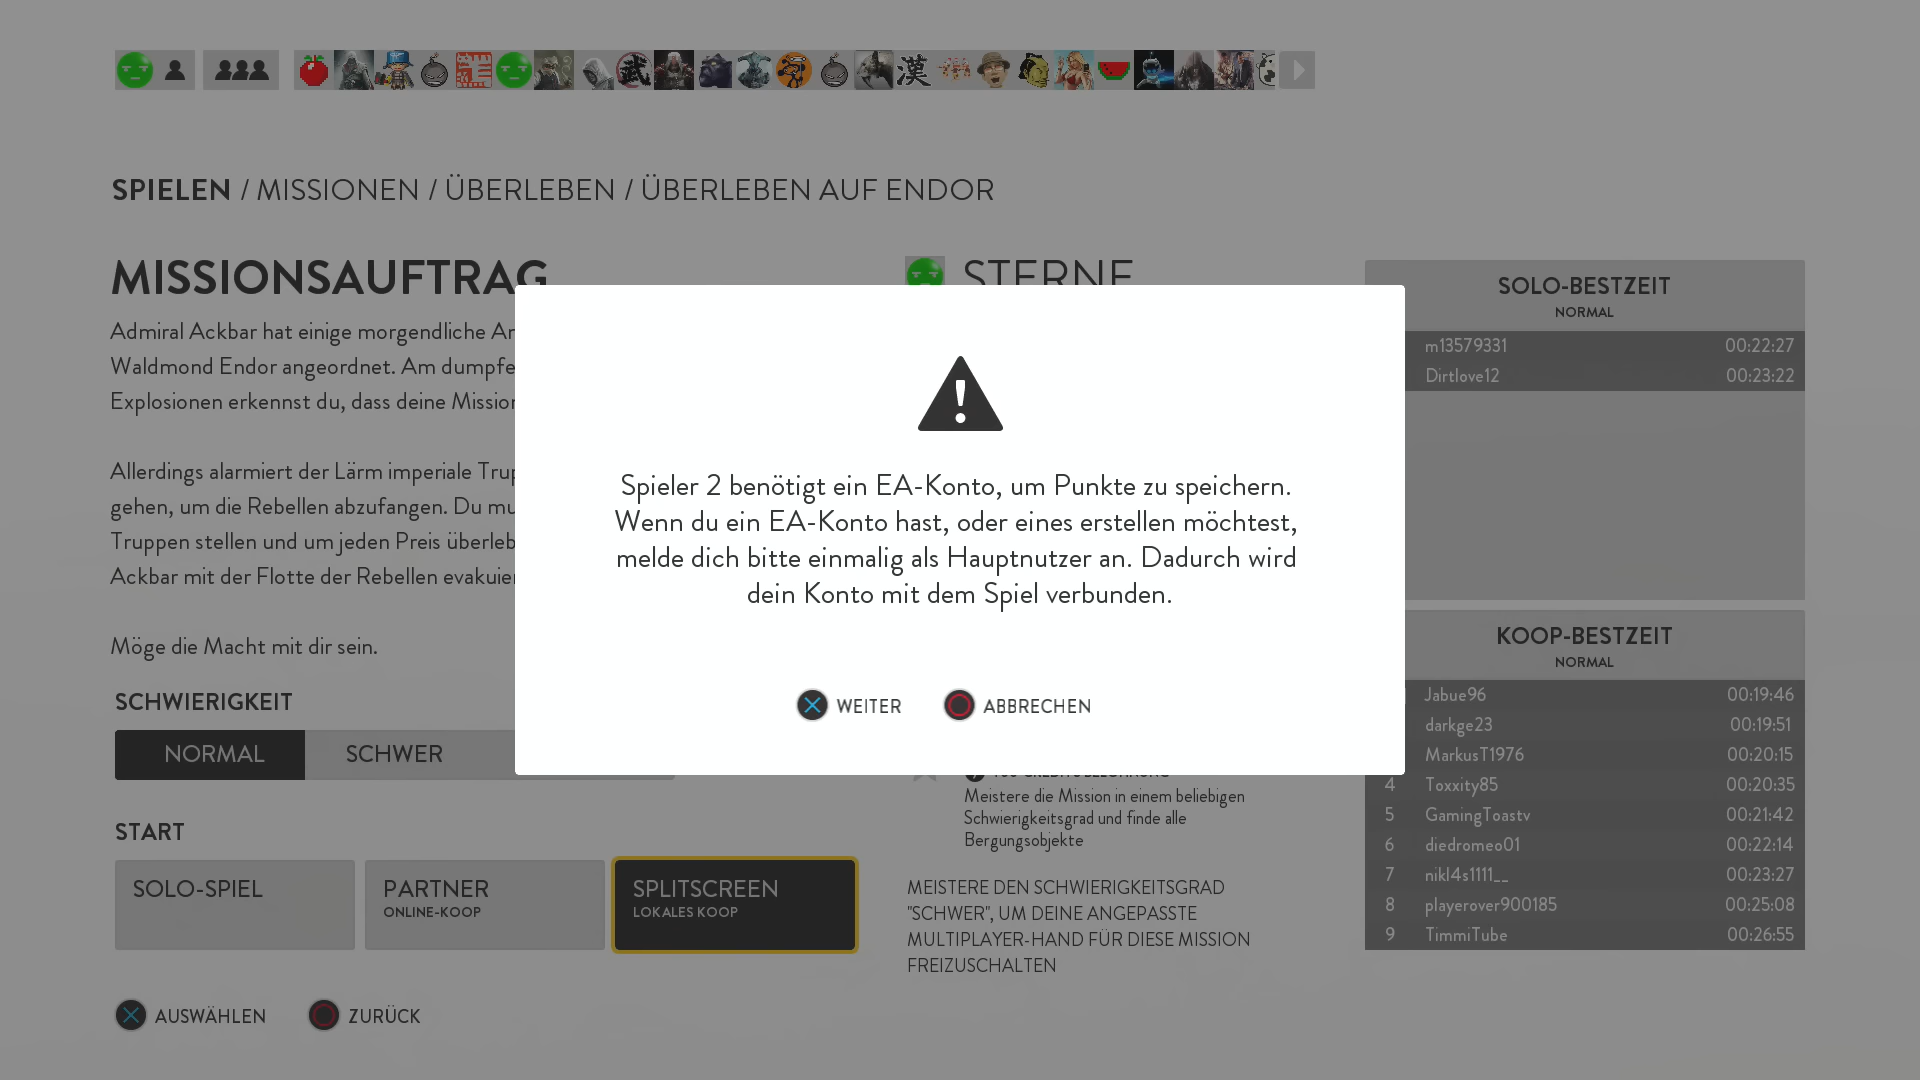 武
漢
SPIELEN / MISSIONEN / ÜBERLEBEN / ÜBERLEBEN AUF ENDOR
MISSIONSAUFTRAG
Admiral Ackbar hat einige morgendliche
Waldmond Endor angeordnet. Am
Explosionen erkennst du, dass deine
Allerdings alarmiert der Lärm imperiale
gehen, um die Rebellen abzufangen. Du
Truppen stellen und um jeden Preis
Ackbar mit der Flotte der Rebellen
Möge die Macht mit dir sein.
SCHWIERIGKEIT
NORMAL
SCHWER
START
SOLO-SPIEL
PARTNER
ONLINE-KOOP
SPLITSCREEN
LOKALES KOOP
AUSWÄHLEN
ZURÜCK
STERNE
Spieler 2 benötigt ein EA-Konto, um Punkte zu speichern.
Wenn du ein EA-Konto hast, oder eines erstellen möchtest,
melde dich bitte einmalig als Hauptnutzer an. Dadurch wird
dein Konto mit dem Spiel verbunden.
WEITER
ABBRECHEN
Meistere die Mission in einem beliebigen
Schwierigkeitsgrad und finde alle
Bergungsobjekte
MEISTERE DEN SCHWIERIGKEITSGRAD
"SCHWER", UM DEINE ANGEPASSTE
MULTIPLAYER-HAND FÜR DIESE MISSION
FREIZUSCHALTEN
SOLO-BESTZEIT
NORMAL
m13579331 00:22:27
Dirtlove12 00:23:22
KOOP-BESTZEIT
NORMAL
Jabue96 00:19:46
darkge23 00:19:51
MarkusT1976 00:20:15
4 Toxxity85 00:20:35
5 GamingToastv 00:21:42
6 diedromeo01 00:22:14
7 nikl4s1111__ 00:23:27
8 playerover900185 00:25:08
9 TimmiTube 00:26:55